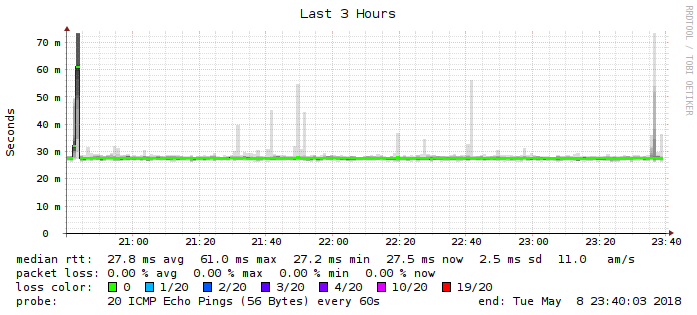 Last 3 Hours
RRDTOOL / TOBI OETIKER
Seconds
70 m
60 m
50 m
40 m
30 m
20 m
10 m
0
21:00 21:20 21:40 22:00 22:20 22:40 23:00 23:20 23:40
median rtt: 27.8 ms avg 61.0 ms max 27.2 ms min 27.5 ms now 2.5 ms sd 11.0 am/s
packet loss: 0.00 % avg 0.00 % max 0.00 % min 0.00 % now
loss color: 0 1/20 2/20 3/20 4/20 10/20 19/20
probe: 20 ICMP Echo Pings (56 Bytes) every 60s end: Tue May 8 23:40:03 2018